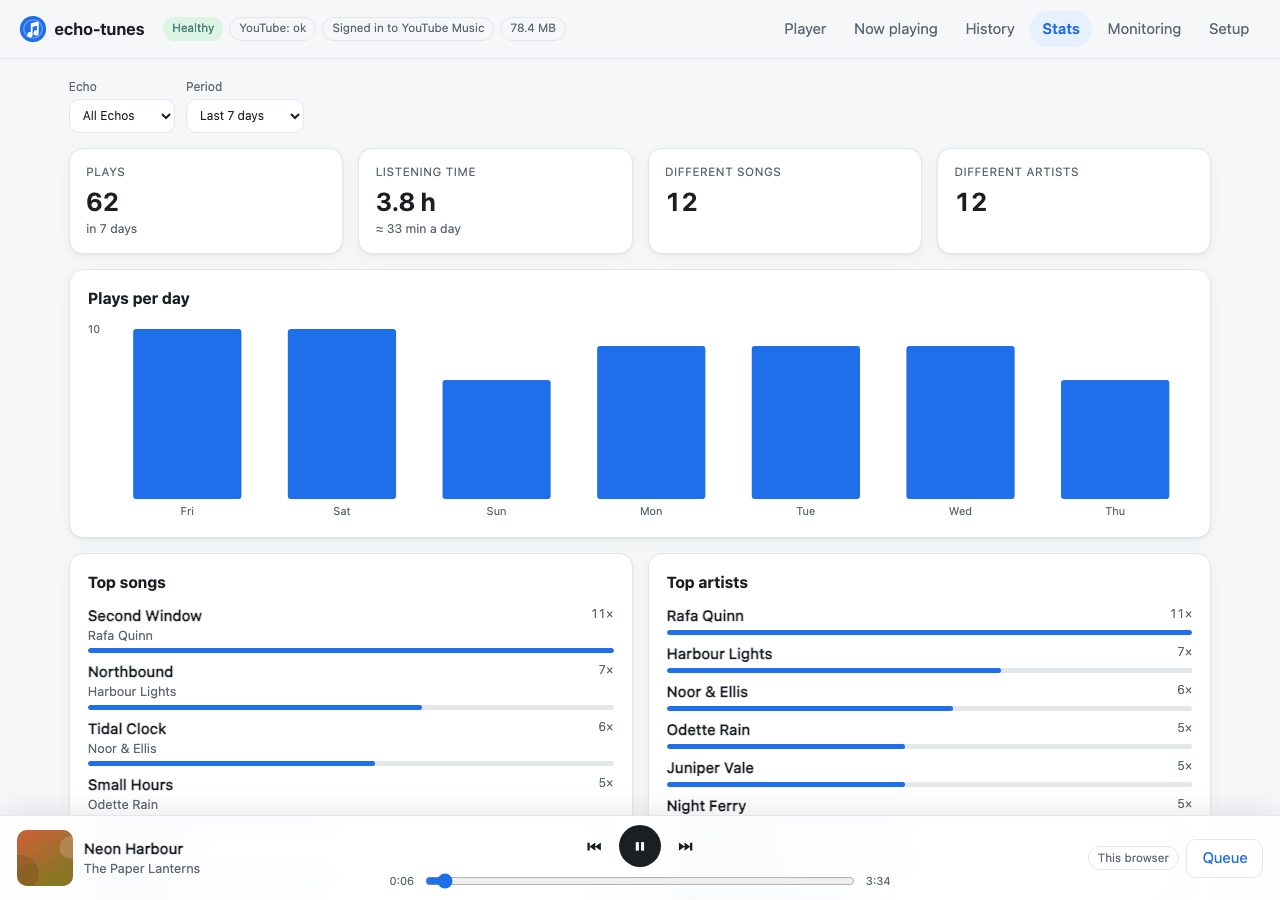 echo-tunes
Healthy
YouTube: ok
Signed in to YouTube Music
78.4 MB
Player
Now playing
History
Stats
Monitoring
Setup
Echo
Period
All Echos
Last 7 days
PLAYS
62
in 7 days
LISTENING TIME
3.8 h
≈ 33 min a day
DIFFERENT SONGS
12
DIFFERENT ARTISTS
12
Plays per day
10
Fri
Sat
Sun
Mon
Tue
Wed
Thu
Top songs
Second Window
11×
Rafa Quinn
Northbound
7×
Harbour Lights
Tidal Clock
6×
Noor & Ellis
Small Hours
5×
Odette Rain
Top artists
Rafa Quinn
11×
Harbour Lights
7×
Noor & Ellis
6×
Odette Rain
5×
Juniper Vale
5×
Night Ferry
5×
Neon Harbour
The Paper Lanterns
0:06
3:34
This browser
Queue